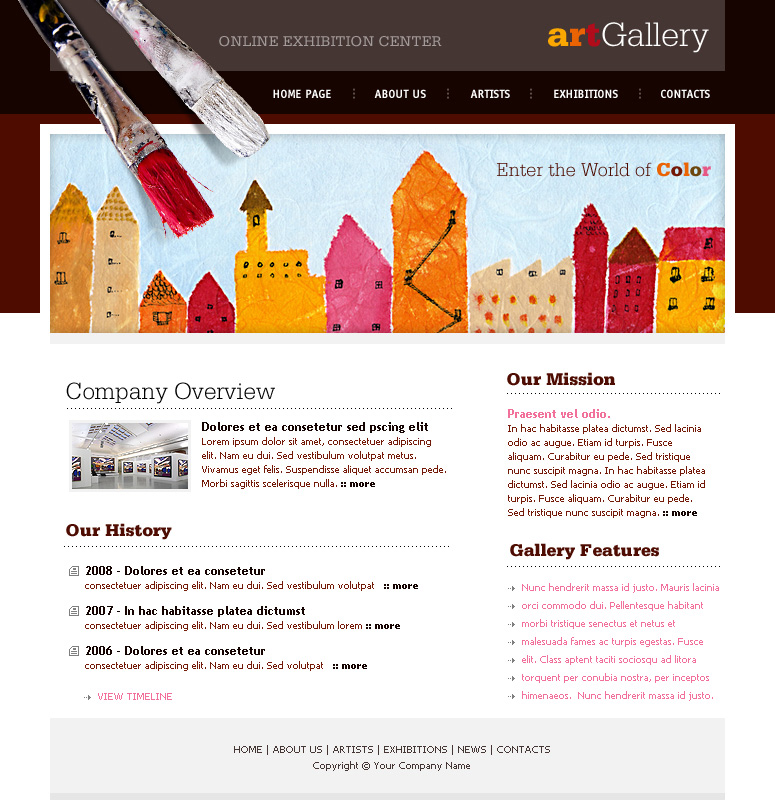 ONLINE EXHIBITION CENTER
artGallery
HOME PAGE
ABOUT US
ARTISTS
EXHIBITIONS
CONTACTS
Enter the World of Color
Company Overview
Dolores et ea consetetur sed pscing elit
Lorem ipsum dolor sit amet, consectetuer adipiscing
elit. Nam eu dui. Sed vestibulum volutpat metus.
Vivamus eget felis. Suspendisse aliquet accumsan pede.
Morbi sagittis scelerisque nulla. :: more
Our History
2008 - Dolores et ea consetetur
consectetuer adipiscing elit. Nam eu dui. Sed vestibulum volutpat :: more
2007 - In hac habitasse platea dictumst
consectetuer adipiscing elit. Nam eu dui. Sed vestibulum lorem :: more
2006 - Dolores et ea consetetur
consectetuer adipiscing elit. Nam eu dui. Sed volutpat :: more
VIEW TIMELINE
Our Mission
Praesent vel odio.
In hac habitasse platea dictumst. Sed lacinia
odio ac augue. Etiam id turpis. Fusce
aliquam. Curabitur eu pede. Sed tristique
nunc suscipit magna. In hac habitasse platea
dictumst. Sed lacinia odio ac augue. Etiam id
turpis. Fusce aliquam. Curabitur eu pede.
Sed tristique nunc suscipit magna. :: more
Gallery Features
Nunc hendrerit massa id justo. Mauris lacinia
orci commodo dui. Pellentesque habitant
morbi tristique senectus et netus et
malesuada fames ac turpis egestas. Fusce
elit. Class aptent taciti sociosqu ad litora
torquent per conubia nostra, per inceptos
himenaeos. Nunc hendrerit massa id justo.
HOME | ABOUT US | ARTISTS | EXHIBITIONS | NEWS | CONTACTS
Copyright © Your Company Name